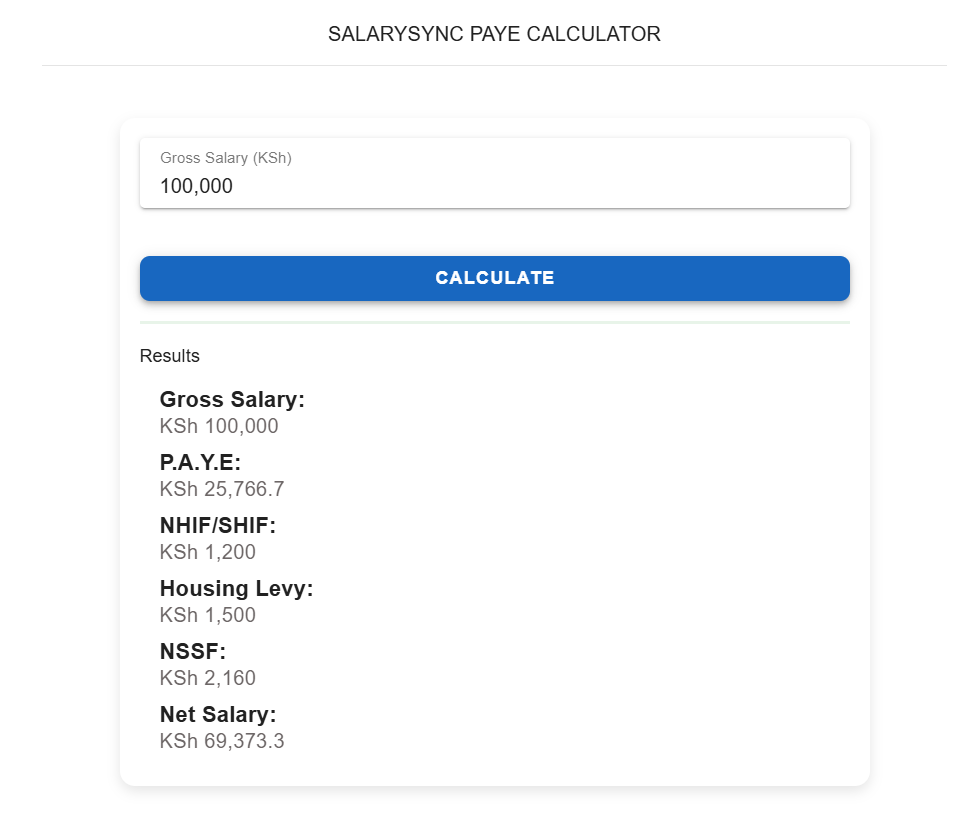 SALARYSYNC PAYE CALCULATOR
Gross Salary (KSh)
100,000
CALCULATE
Results
Gross Salary:
KSh 100,000
P.A.Y.E:
KSh 25,766.7
NHIF/SHIF:
KSh 1,200
Housing Levy:
KSh 1,500
NSSF:
KSh 2,160
Net Salary:
KSh 69,373.3